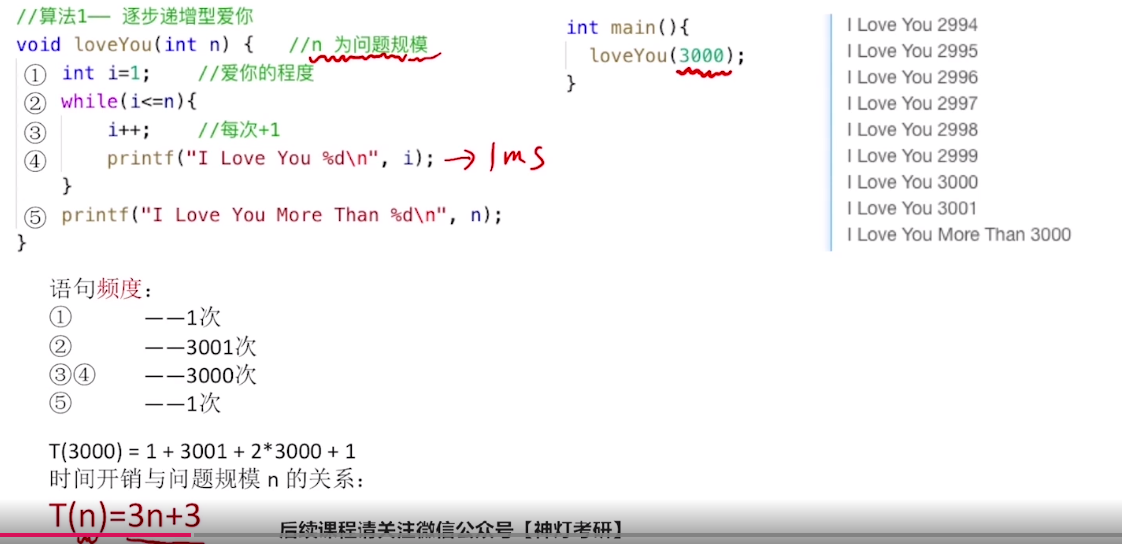 //算法1—— 逐步递增型爱你
void loveYou(int n) {   //n 为问题规模
① int i=1;    //爱你的程度
② while(i<=n){
③ i++;    //每次+1
④ printf("I Love You %d\n", i); → 1ms
}
⑤ printf("I Love You More Than %d\n", n);
}
int main(){
loveYou(3000);
}
I Love You 2994
I Love You 2995
I Love You 2996
I Love You 2997
I Love You 2998
I Love You 2999
I Love You 3000
I Love You 3001
I Love You More Than 3000
语句频度：
① ——1次
② ——3001次
③④ ——3000次
⑤ ——1次
T(3000) = 1 + 3001 + 2*3000 + 1
时间开销与问题规模 n 的关系：
T(n)=3n+3
后续课程请关注微信公众号【神灯考研】